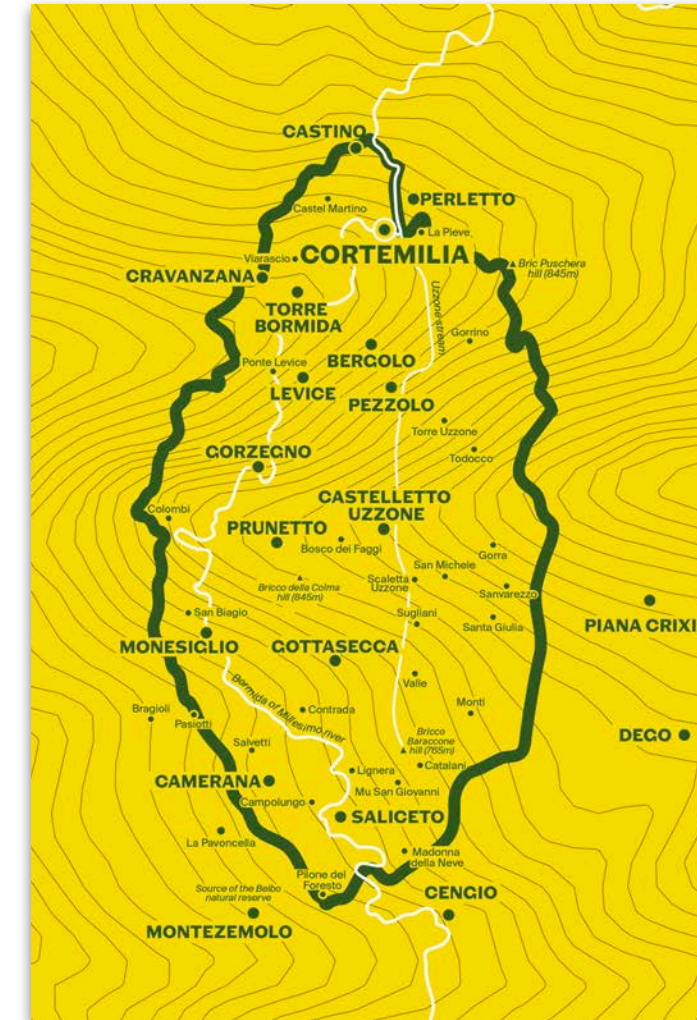 CASTINO
PERLETTO
Castel Martino
La Pieve
CORTEMILIA
Viarascio
Bric Puschera
hill (845m)
CRAVANZANA
TORRE
BORMIDA
Uzzone stream
Gorrino
BERGOLO
Ponte Levice
LEVICE
PEZZOLO
Torre Uzzone
GORZEGNO
Todocco
CASTELLETTO
UZZONE
Colombi
PRUNETTO
Bosco dei Faggi
Gorra
San Michele
Bricco della Colma
hill (845m)
Scaletta
Uzzone
Sanvarezzo
San Biagio
Sugliani
Santa Giulia
PIANA CRIXI
MONESIGLIO
GOTTASECCA
Valle
Bormida of Millesimo river
Bragioli
Pasiotti
Contrada
Monti
Salvetti
Bricco
Baraccone
hill (765m)
DEGO
Lignera
Catalani
CAMERANA
Mu San Giovanni
Campolungo
SALICETO
La Pavoncella
Madonna
della Neve
Pilone del
Foresto
Source of the Belbo
natural reserve
CENGIO
MONTEZEMOLO